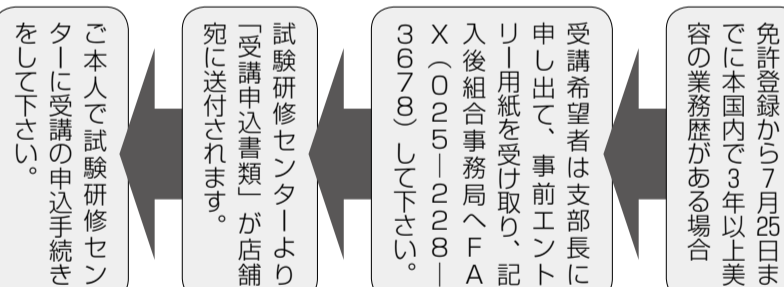 免許登録から7月25日ま
でに本国内で3年以上美
容の業務歴がある場合
受講希望者は支部長に
申し出て、事前エント
リー用紙を受け取り、記
入後組合事務局へFA
X(025―228―
3678)して下さい。
試験研修センターより
「受講申込書類」が店舗
宛に送付されます。
ご本人で試験研修セン
ターに受講の申込手続き
をして下さい。